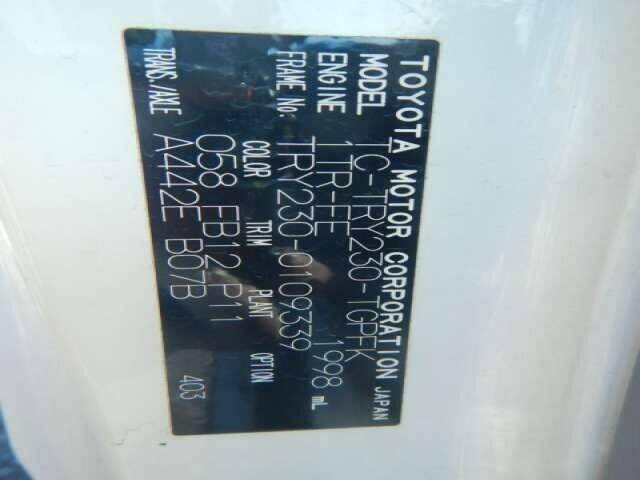 TOYOTA MOTOR CORPORATION JAPAN
MODEL TC-TRY230-TGPFK
ENGINE 1TR-FE 1998 mL
FRAME No. TRY230-0109339
COLOR TRIM PLANT OPTION
058 FB12 P11
TRANS./AXLE A442E B07B 403